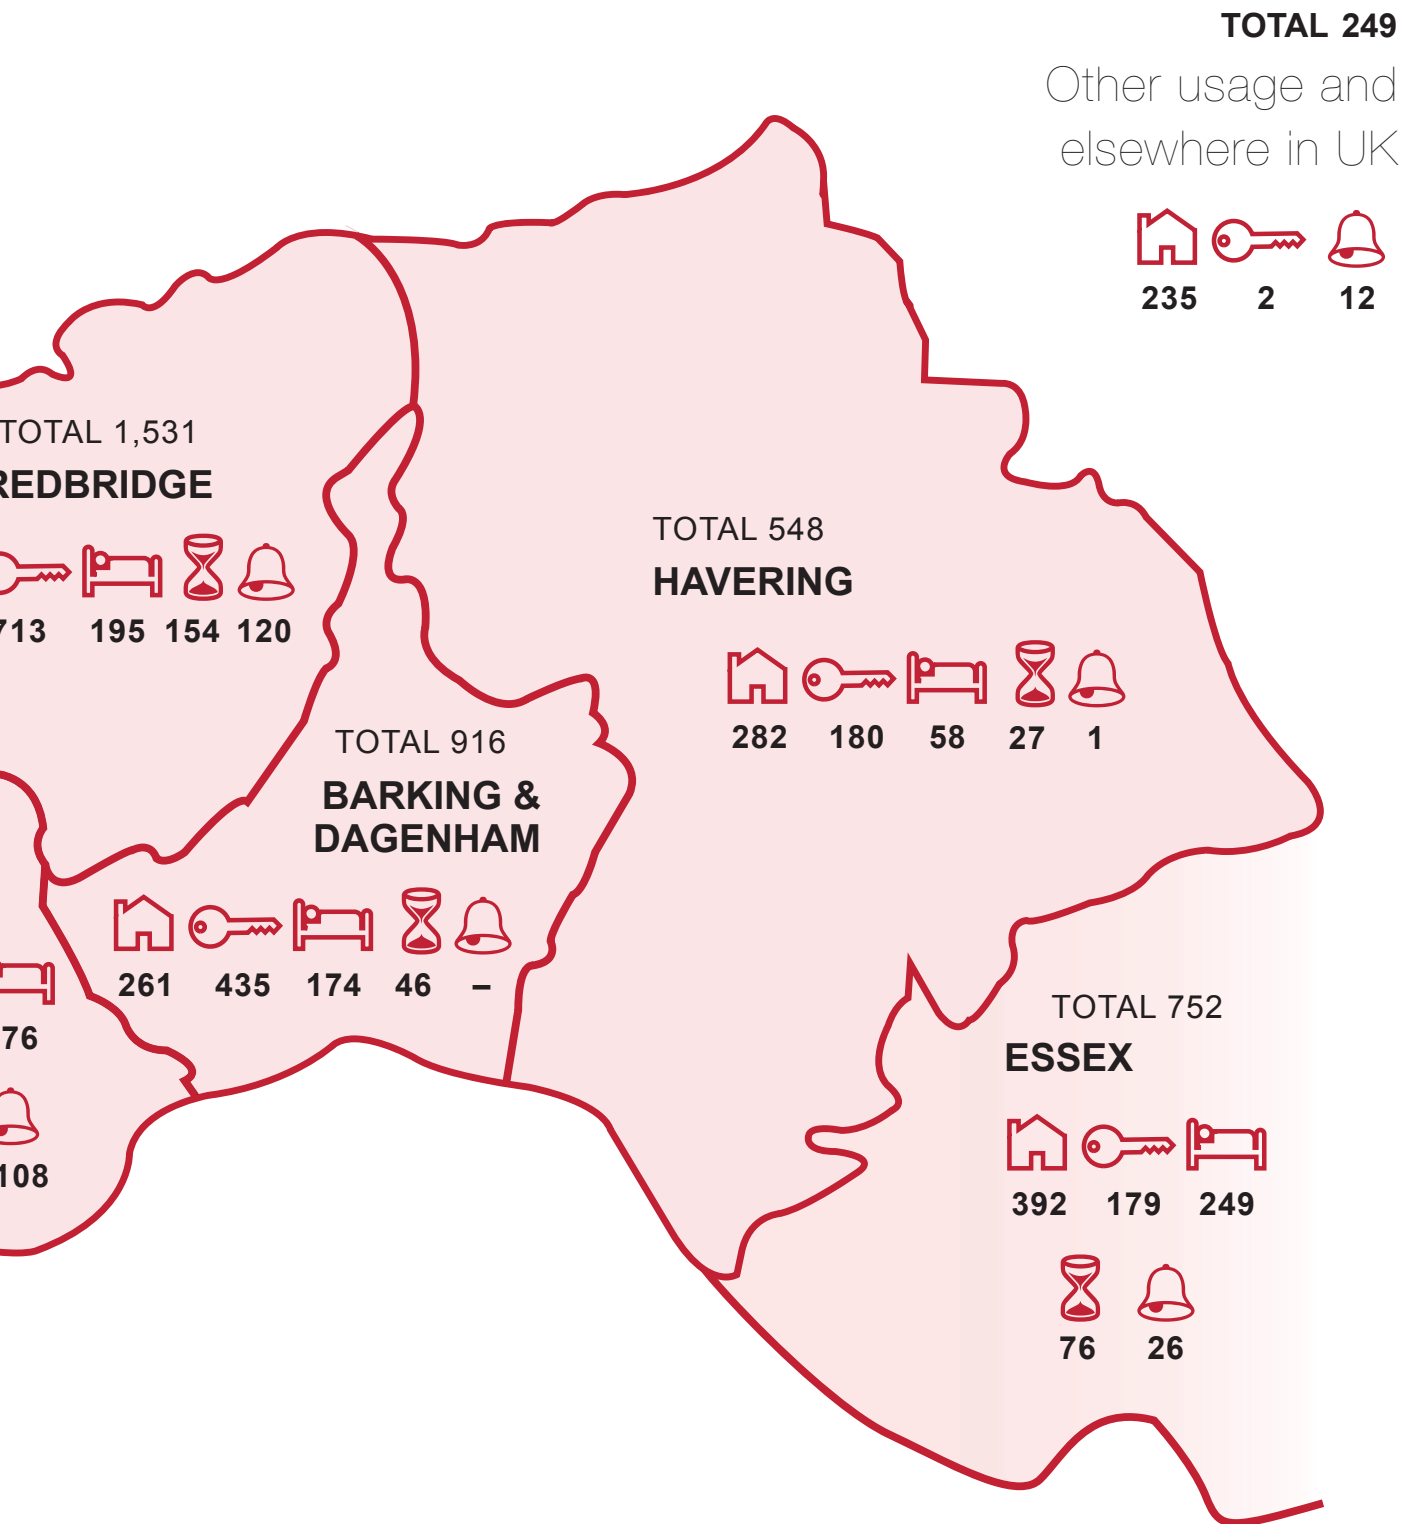 TOTAL 249
Other usage and
elsewhere in UK
235 2 12
TOTAL 1,531
REDBRIDGE
713 195 154 120
TOTAL 548
HAVERING
282 180 58 27 1
TOTAL 916
BARKING &
DAGENHAM
261 435 174 46 –
76
108
TOTAL 752
ESSEX
392 179 249
76 26